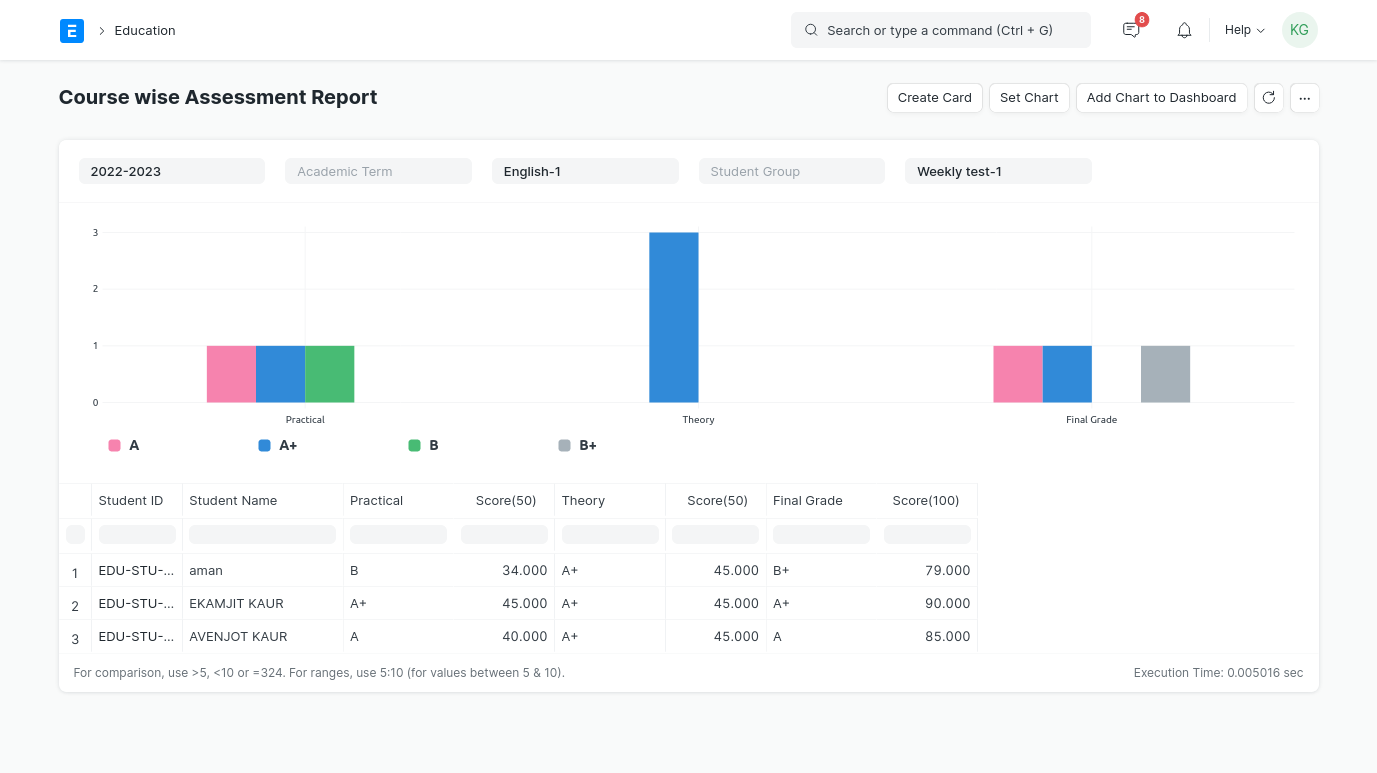 E Education Search or type a command (Ctrl + G) 8 Help KG
Course wise Assessment Report Create Card Set Chart Add Chart to Dashboard ...
2022-2023 Academic Term English-1 Student Group Weekly test-1
3
2
1
0
Practical Theory Final Grade
A A+ B B+
Student ID Student Name Practical Score(50) Theory Score(50) Final Grade Score(100)
1 EDU-STU-... aman B 34.000 A+ 45.000 B+ 79.000
2 EDU-STU-... EKAMJIT KAUR A+ 45.000 A+ 45.000 A+ 90.000
3 EDU-STU-... AVENJOT KAUR A 40.000 A+ 45.000 A 85.000
For comparison, use >5, <10 or =324. For ranges, use 5:10 (for values between 5 & 10). Execution Time: 0.005016 sec